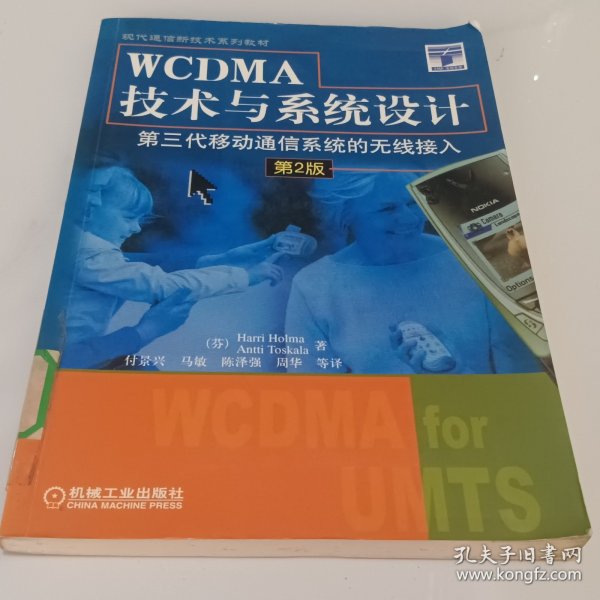 现代通信新技术系列教材
WCDMA
技术与系统设计
第三代移动通信系统的无线接入
第2版
NOKIA
Camera
Landscape
Options
(芬) Harri Holma
Antti Toskala 著
付景兴 马敏 陈泽强 周华 等译
WCDMA for
UMTS
机械工业出版社
CHINA MACHINE PRESS
孔夫子旧书网
www.kongfz.com